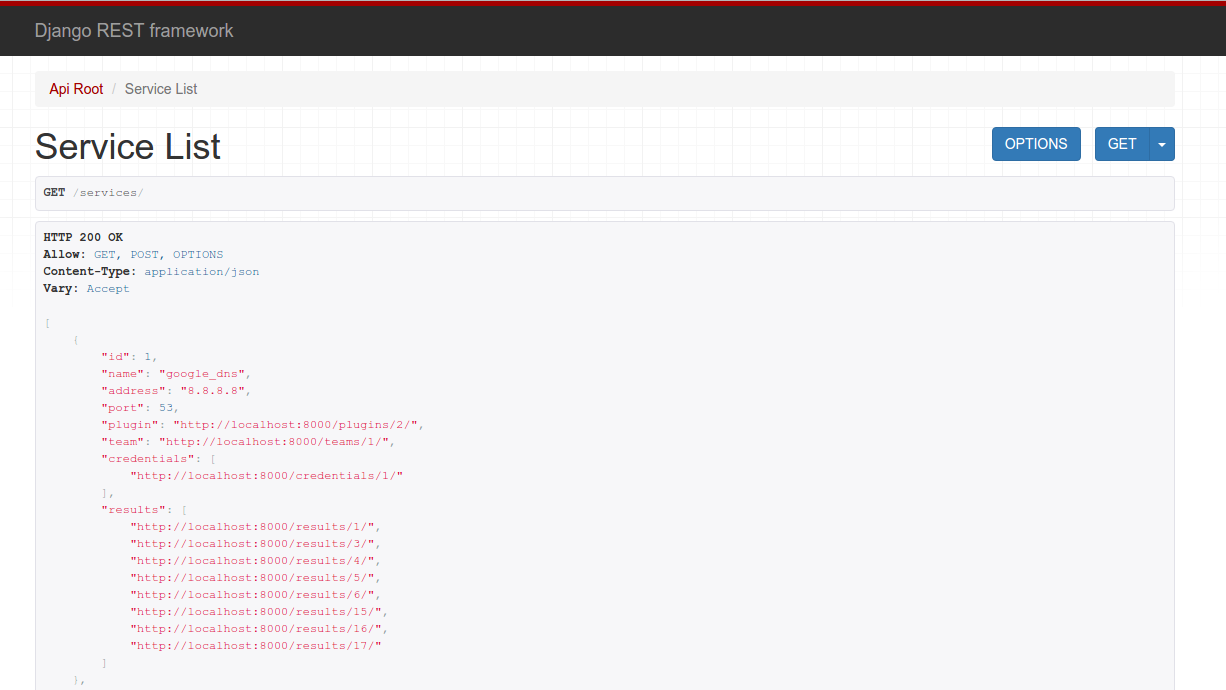 Django REST framework
Api Root / Service List
Service List
OPTIONS GET
GET /services/
HTTP 200 OK
Allow: GET, POST, OPTIONS
Content-Type: application/json
Vary: Accept
[
    {
        "id": 1,
        "name": "google_dns",
        "address": "8.8.8.8",
        "port": 53,
        "plugin": "http://localhost:8000/plugins/2/",
        "team": "http://localhost:8000/teams/1/",
        "credentials": [
            "http://localhost:8000/credentials/1/"
        ],
        "results": [
            "http://localhost:8000/results/1/",
            "http://localhost:8000/results/3/",
            "http://localhost:8000/results/4/",
            "http://localhost:8000/results/5/",
            "http://localhost:8000/results/6/",
            "http://localhost:8000/results/15/",
            "http://localhost:8000/results/16/",
            "http://localhost:8000/results/17/"
        ]
    },